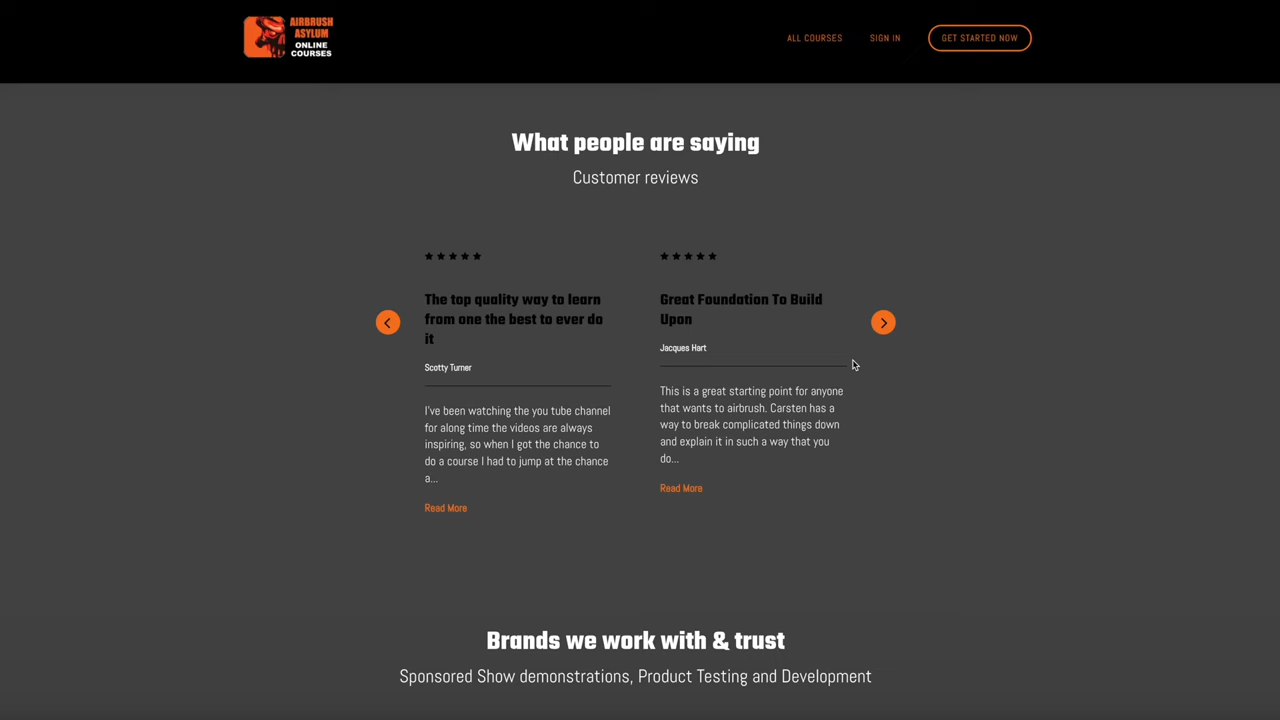 AIRBRUSH
ASYLUM
ONLINE
COURSES
ALL COURSES
SIGN IN
GET STARTED NOW
What people are saying
Customer reviews
The top quality way to learn
from one the best to ever do
it
Scotty Turner
I've been watching the you tube channel
for along time the videos are always
inspiring, so when I got the chance to
do a course I had to jump at the chance
a...
Read More
Great Foundation To Build
Upon
Jacques Hart
This is a great starting point for anyone
that wants to airbrush. Carsten has a
way to break complicated things down
and explain it in such a way that you
do...
Read More
Brands we work with & trust
Sponsored Show demonstrations, Product Testing and Development